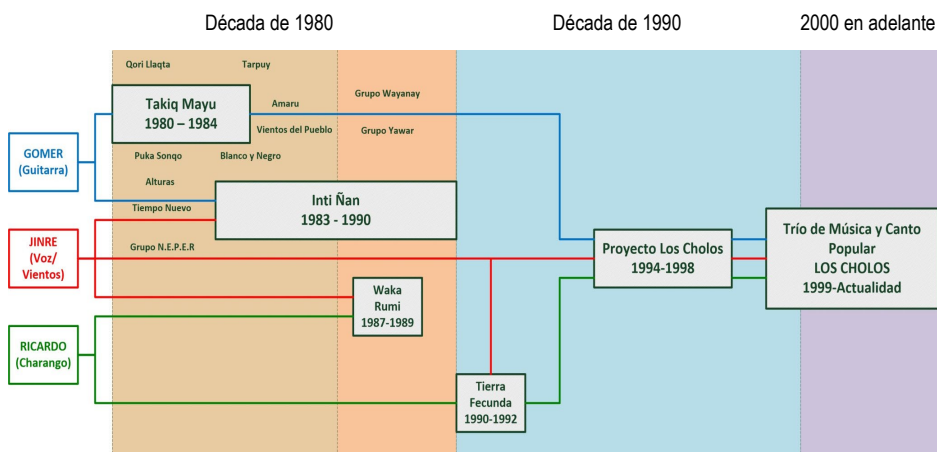 Década de 1980
Década de 1990
2000 en adelante
Qori Llaqta
Tarpuy
Takiq Mayu
1980 – 1984
Amaru
Vientos del Pueblo
Grupo Wayanay
Grupo Yawar
GOMER
(Guitarra)
Puka Sonqo
Blanco y Negro
Alturas
Tiempo Nuevo
Inti Ñan
1983 - 1990
JINRE
(Voz/
Vientos)
Grupo N.E.P.E.R
Proyecto Los Cholos
1994-1998
Trío de Música y Canto
Popular
LOS CHOLOS
1999-Actualidad
Waka
Rumi
1987-1989
RICARDO
(Charango)
Tierra
Fecunda
1990-1992